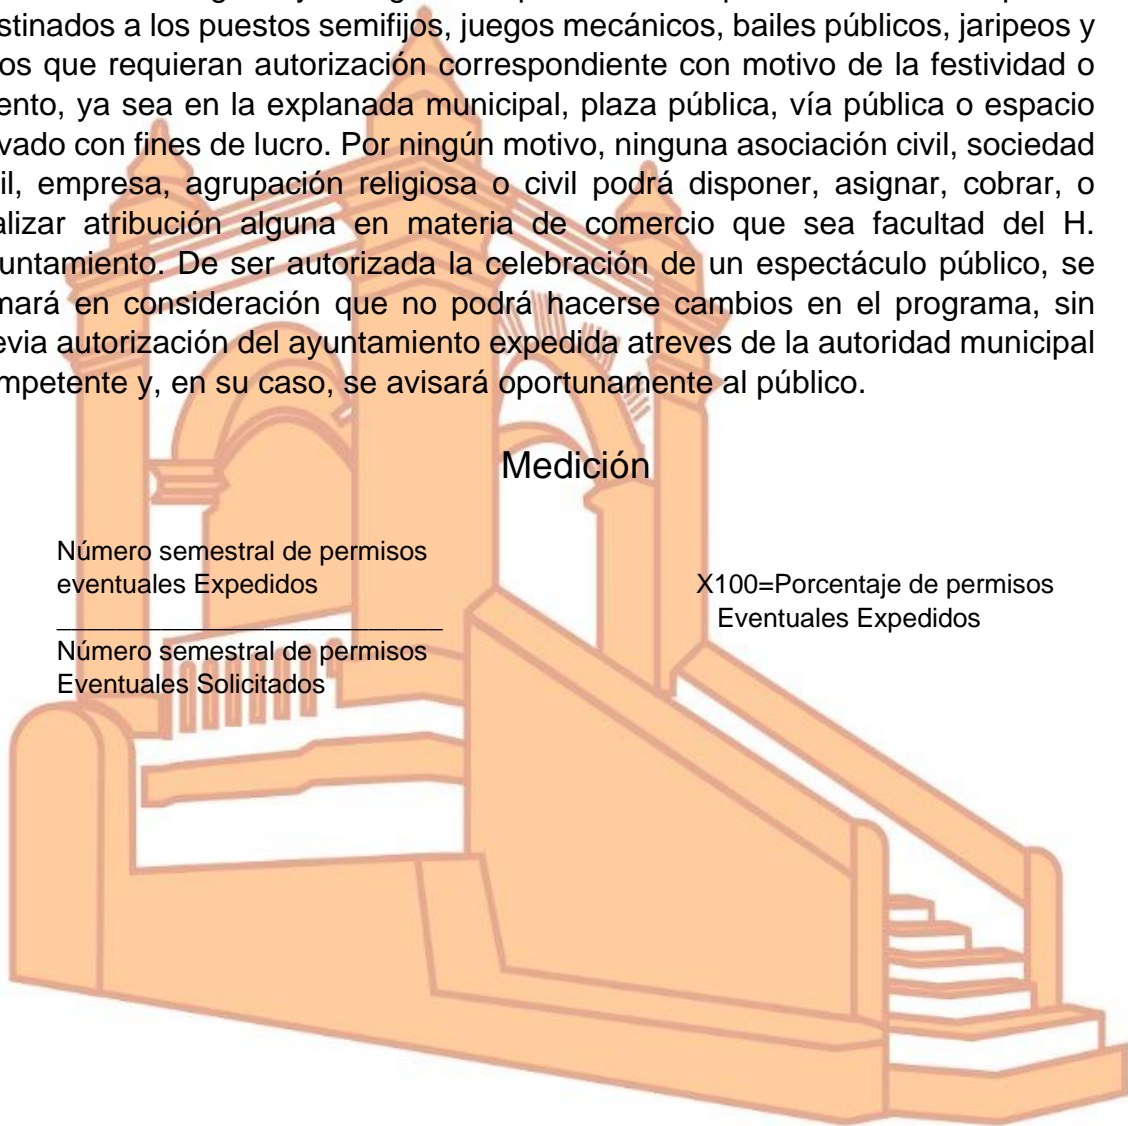 stinados a los puestos semifijos, juegos mecánicos, bailes públicos, jaripeos y
os que requieran autorización correspondiente con motivo de la festividad o
ento, ya sea en la explanada municipal, plaza pública, vía pública o espacio
vado con fines de lucro. Por ningún motivo, ninguna asociación civil, sociedad
il, empresa, agrupación religiosa o civil podrá disponer, asignar, cobrar, o
alizar atribución alguna en materia de comercio que sea facultad del H.
untamiento. De ser autorizada la celebración de un espectáculo público, se
mará en consideración que no podrá hacerse cambios en el programa, sin
evia autorización del ayuntamiento expedida atreves de la autoridad municipal
mpetente y, en su caso, se avisará oportunamente al público.
Medición
Número semestral de permisos
eventuales Expedidos X100=Porcentaje de permisos
Eventuales Expedidos
Número semestral de permisos
Eventuales Solicitados